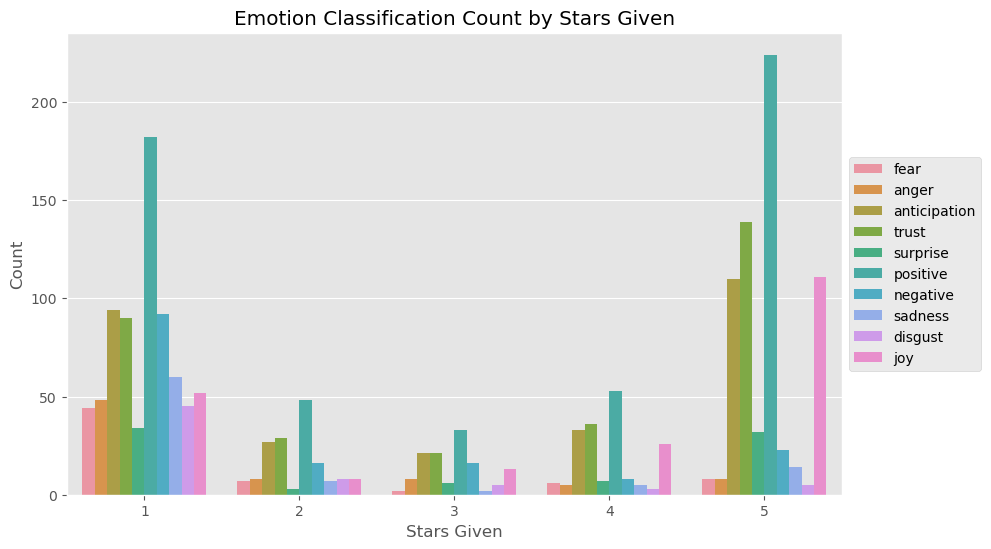 Emotion Classification Count by Stars Given
Count
200
150
100
50
0
1 2 3 4 5
Stars Given
fear
anger
anticipation
trust
surprise
positive
negative
sadness
disgust
joy